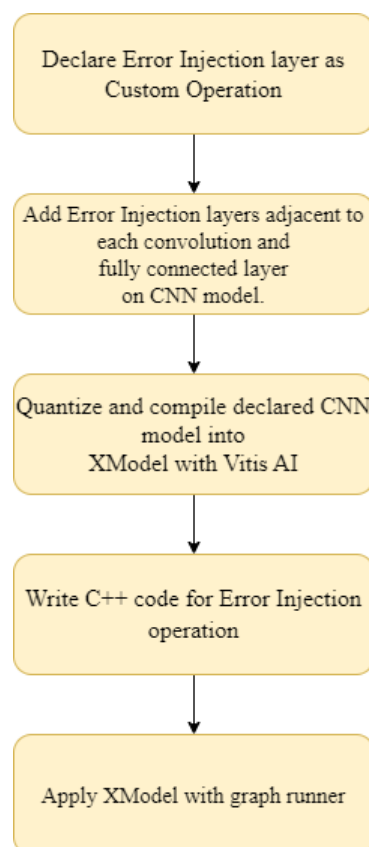 Declare Error Injection layer as
Custom Operation
Add Error Injection layers adjacent to
each convolution and
fully connected layer
on CNN model.
Quantize and compile declared CNN
model into
XModel with Vitis AI
Write C++ code for Error Injection
operation
Apply XModel with graph runner